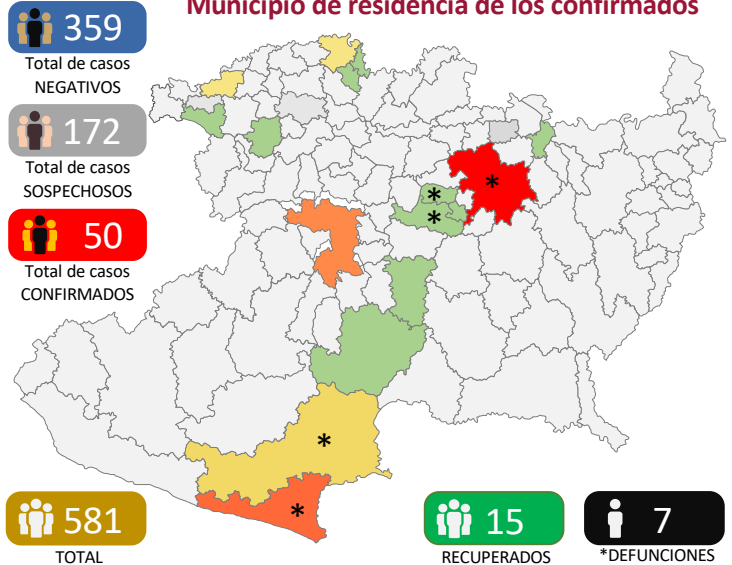 Municipio de residencia de los confirmados
359
Total de casos
NEGATIVOS
172
Total de casos
SOSPECHOSOS
50
Total de casos
CONFIRMADOS
*
*
*
*
*
581
TOTAL
15
RECUPERADOS
7
*DEFUNCIONES